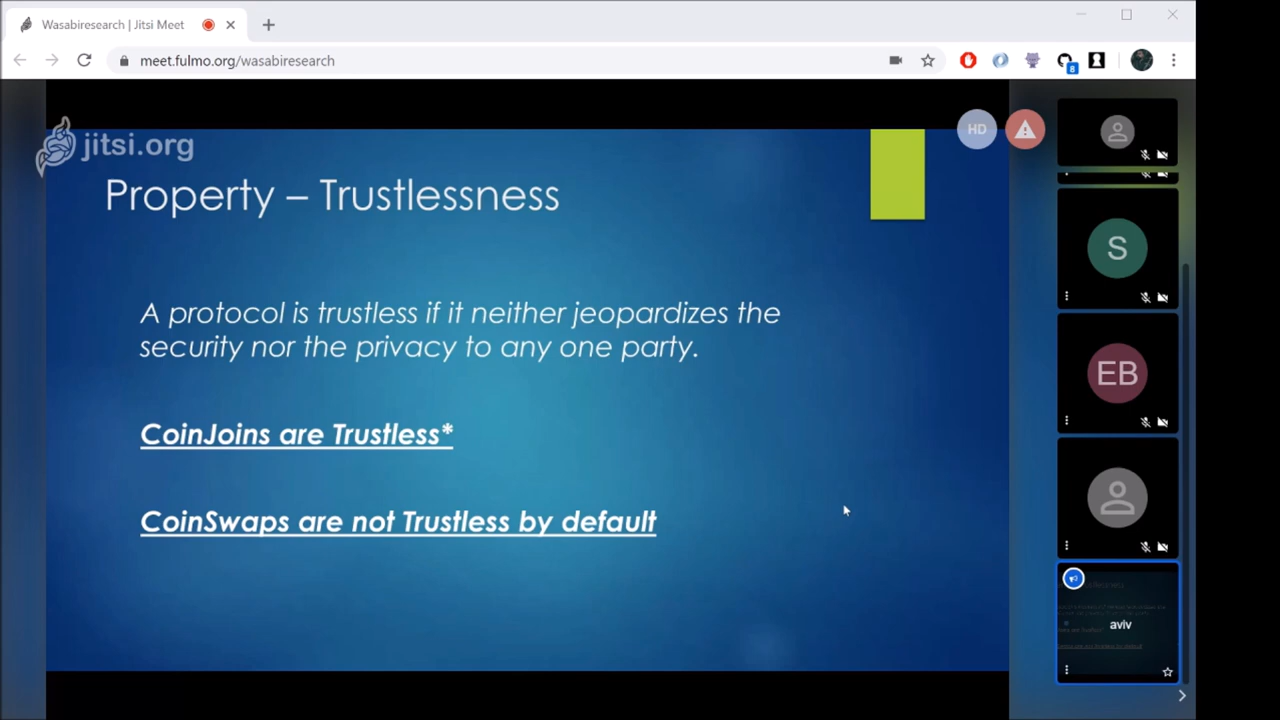 Wasabiresearch | Jitsi Meet
meet.fulmo.org/wasabiresearch
8
jitsi.org
HD
Property – Trustlessness
A protocol is trustless if it neither jeopardizes the
security nor the privacy to any one party.
CoinJoins are Trustless*
CoinSwaps are not Trustless by default
S
EB
aviv